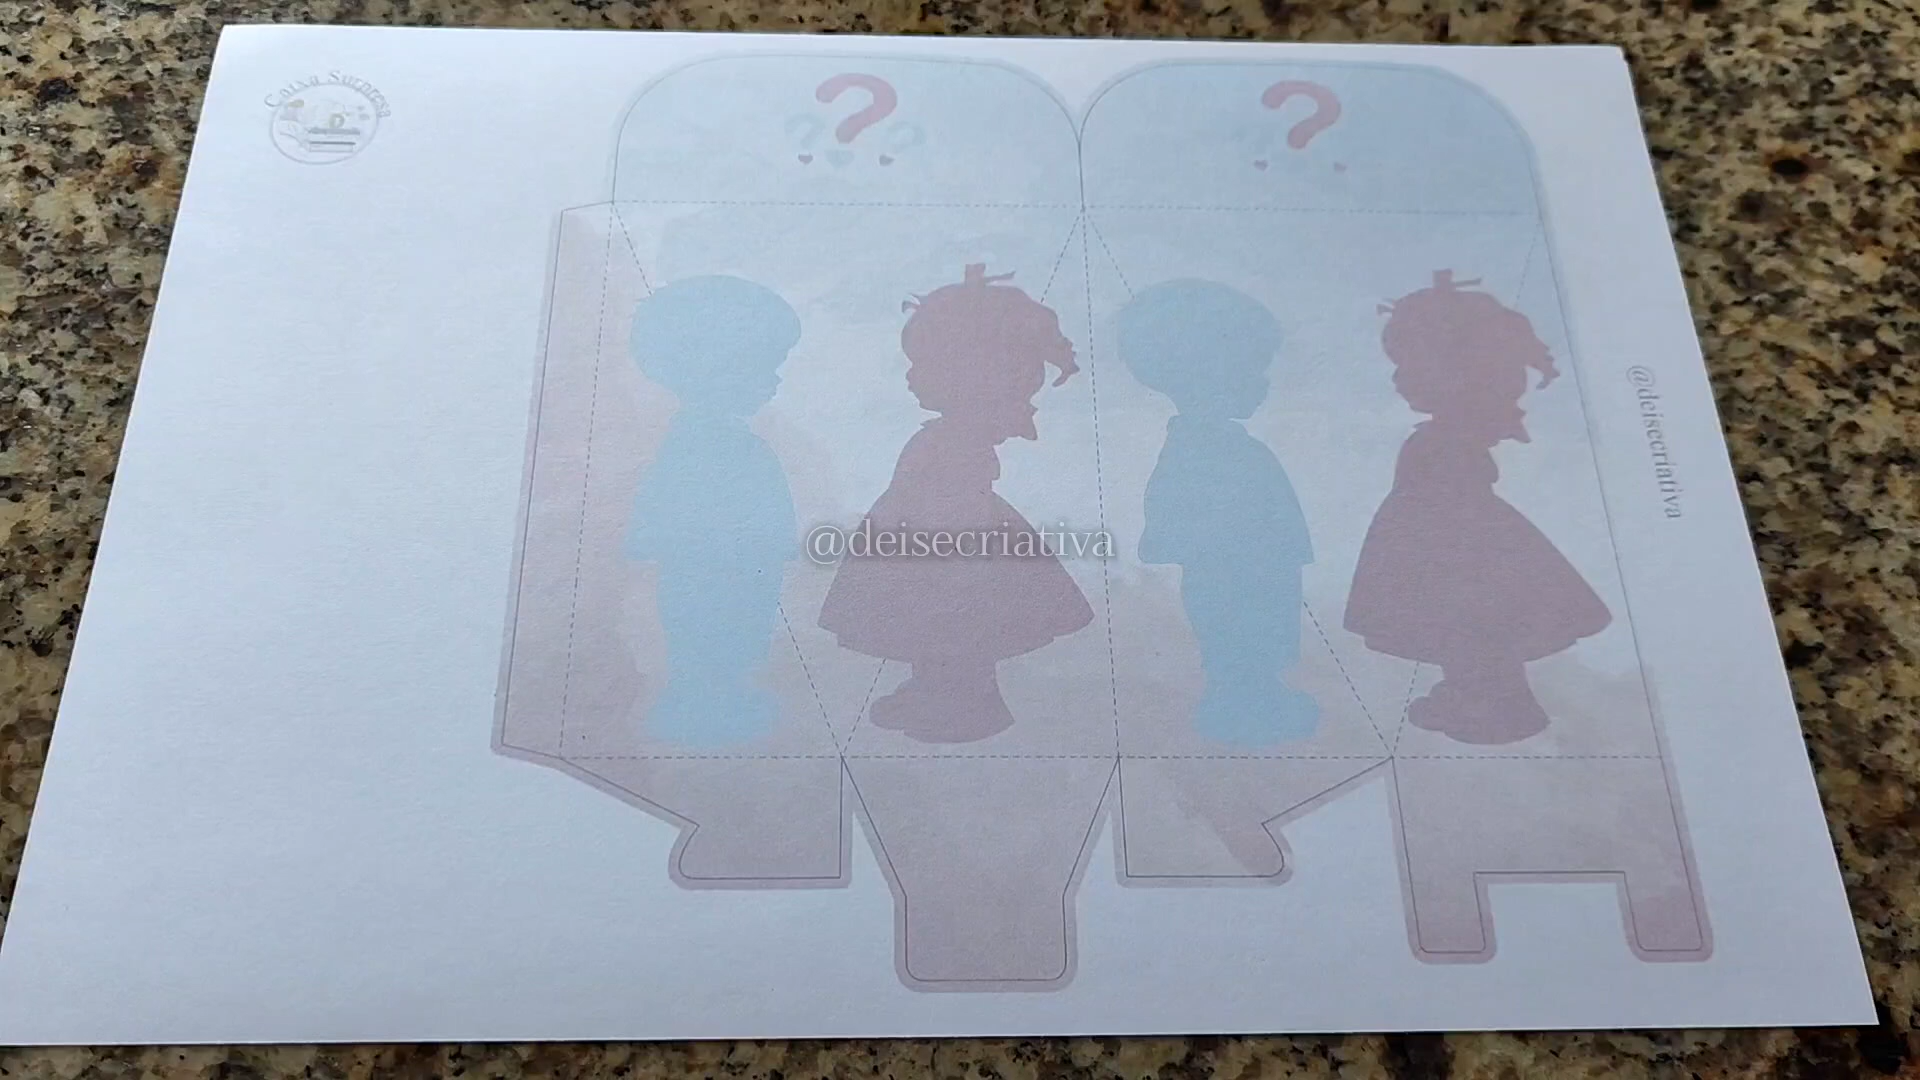 Caixa Surpresa
D
? ? ?
?
@deisecriativa
@deisecriativa